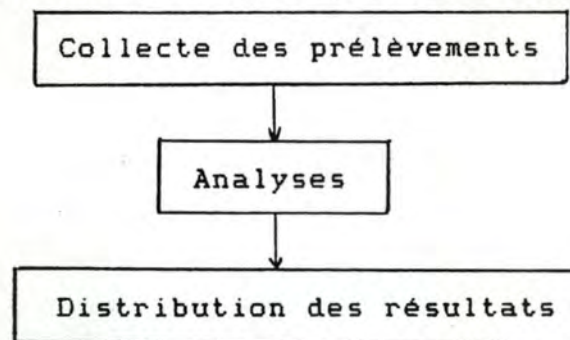 Collecte des prélèvements
Analyses
Distribution des résultats